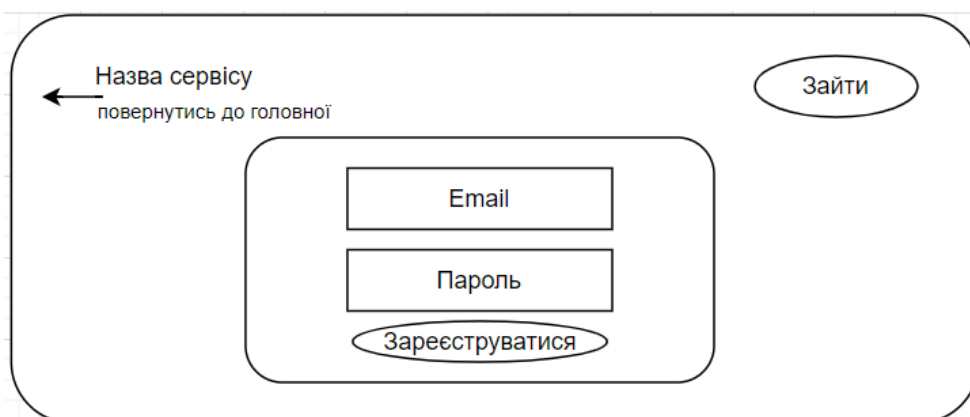 Назва сервісу
Зайти
повернутись до головної
Email
Пароль
Зареєструватися